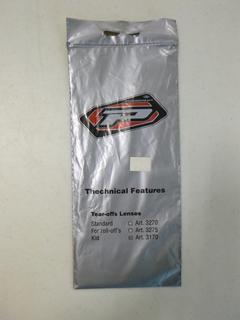 Thechnical Features
Tear-offs Lenses
Standard Art. 3270
For roll-off's Art. 3275
Kid Art. 3170